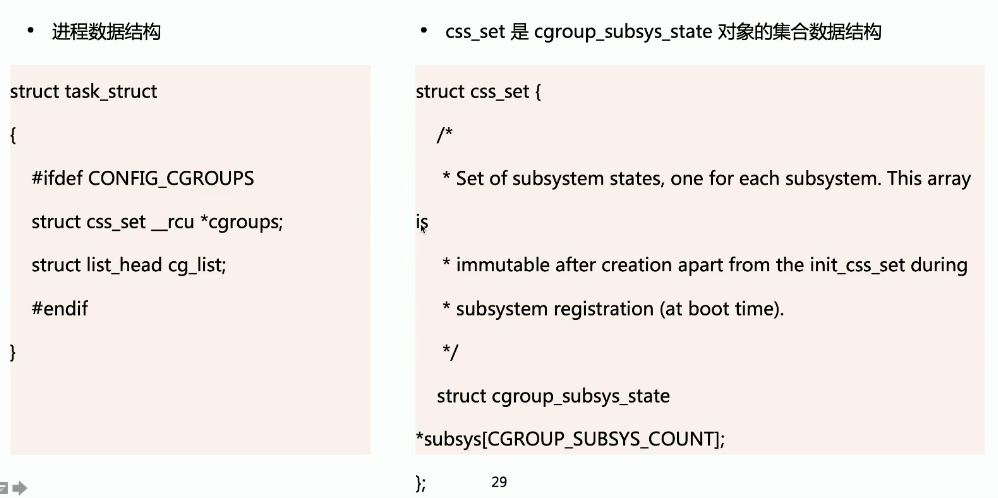 • 进程数据结构
struct task_struct
{
#ifdef CONFIG_CGROUPS
struct css_set __rcu *cgroups;
struct list_head cg_list;
#endif
}
• css_set 是 cgroup_subsys_state 对象的集合数据结构
struct css_set {
/*
* Set of subsystem states, one for each subsystem. This array
is
* immutable after creation apart from the init_css_set during
* subsystem registration (at boot time).
*/
struct cgroup_subsys_state
*subsys[CGROUP_SUBSYS_COUNT];
};
29